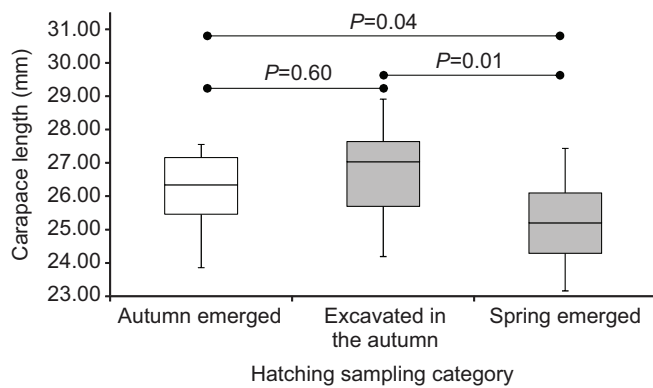 31.00
30.00
29.00
28.00
27.00
26.00
25.00
24.00
23.00
Carapace length (mm)
P=0.04
P=0.60
P=0.01
Autumn emerged
Excavated in
the autumn
Spring emerged
Hatching sampling category